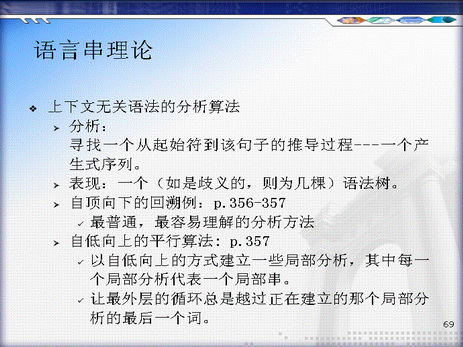 语言串理论
上下文无关语法的分析算法
分析：
寻找一个从起始符到该句子的推导过程---一个产
生式序列。
表现：一个（如是歧义的，则为几棵）语法树。
自顶向下的回溯例：p.356-357
最普通，最容易理解的分析方法
自低向上的平行算法：p.357
以自低向上的方式建立一些局部分析，其中每一
个局部分析代表一个局部串。
让最外层的循环总是越过正在建立的那个局部分
析的最后一个词。
69